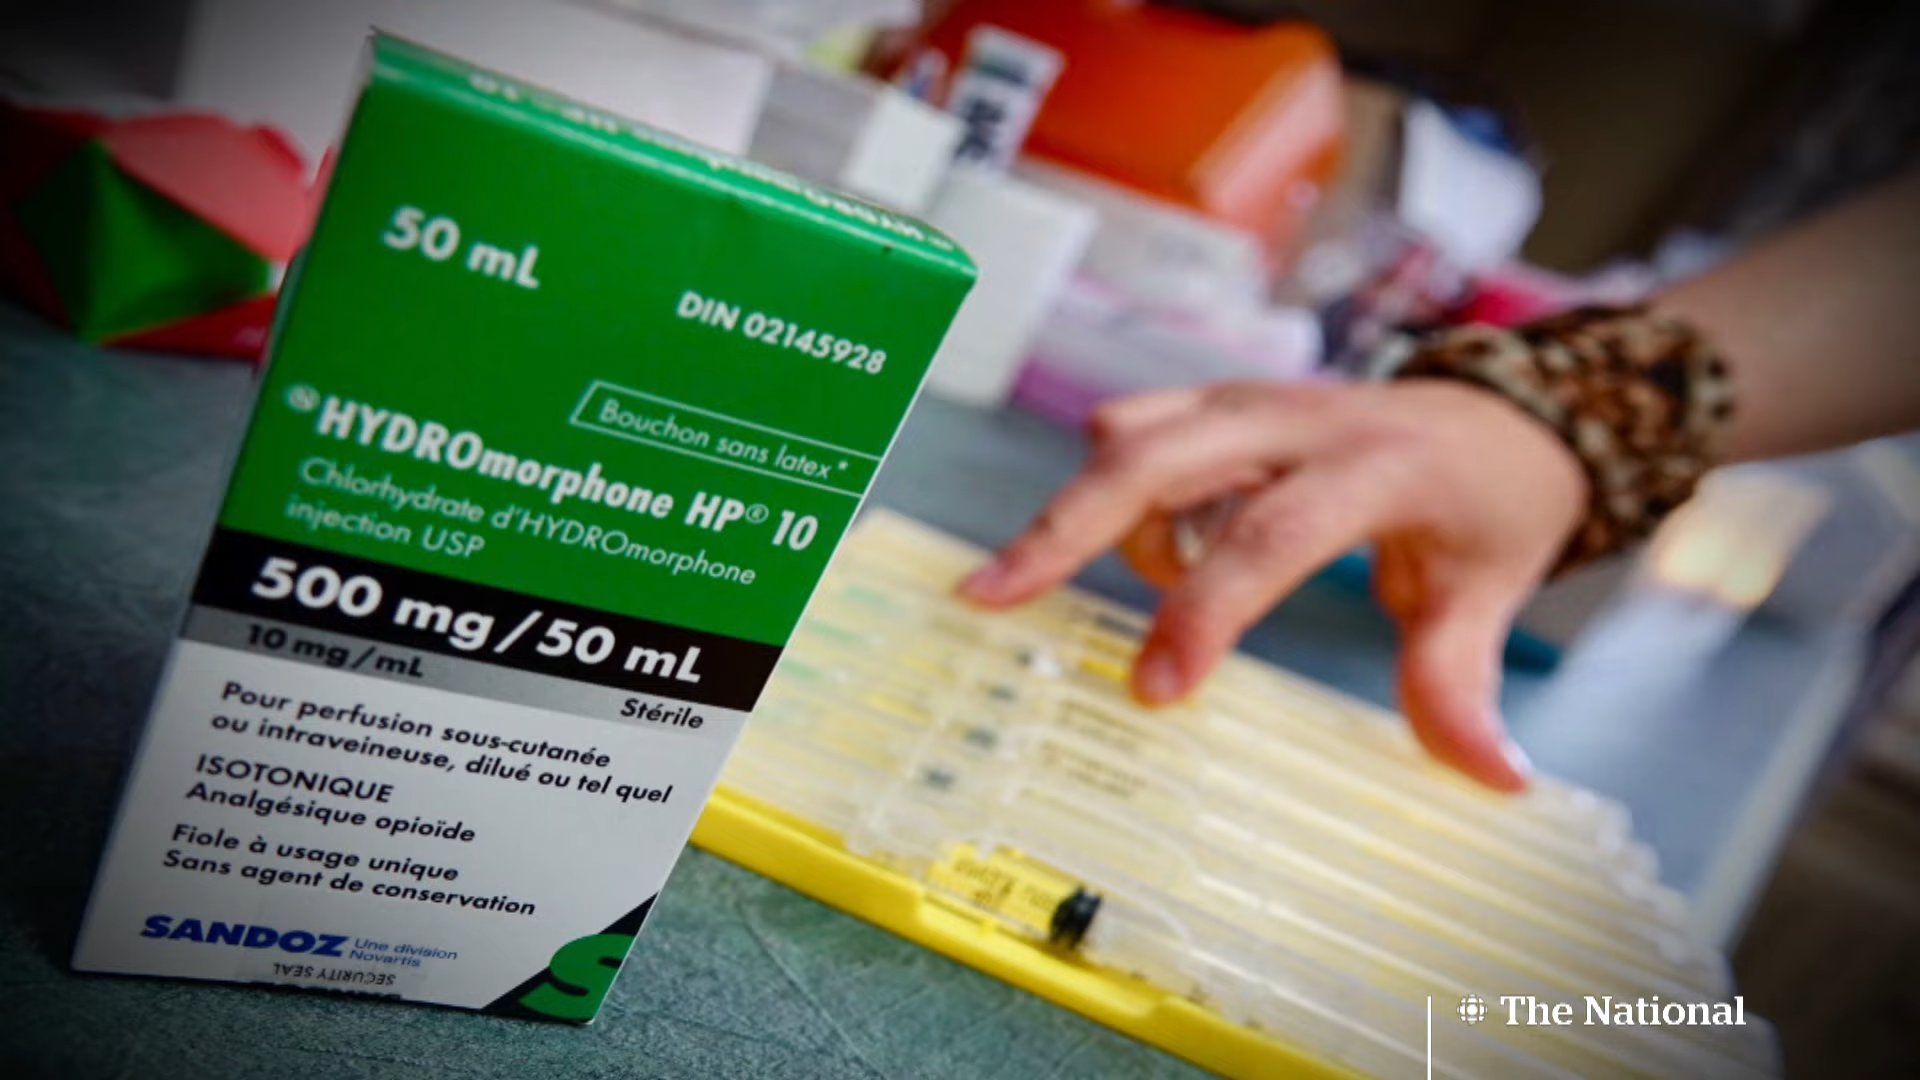 50 mL
DIN 02145928
Bouchon sans latex *
HYDROmorphone HP® 10
Chlorhydrate d'HYDROmorphone
injection USP
500 mg/50 mL
10 mg/mL
Stérile
Pour perfusion sous-cutanée
ou intraveineuse, dilué ou tel quel
ISOTONIQUE
Analgésique opioïde
Fiole à usage unique
Sans agent de conservation
SANDOZ Une division
Novartis
SECURITY SEAL
S
The National